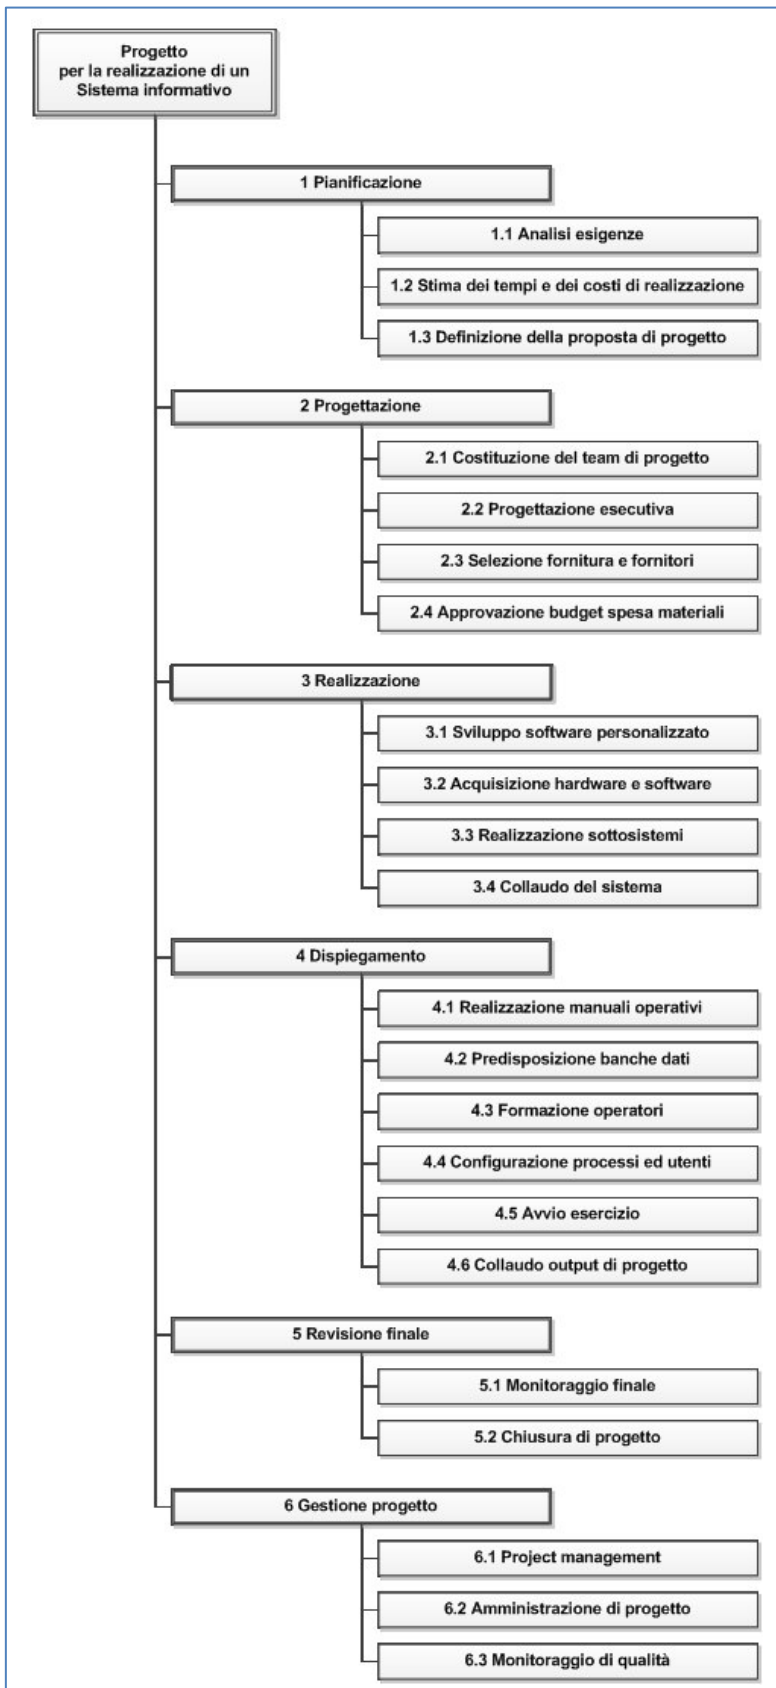 Progetto
per la realizzazione di un
Sistema informativo
1 Pianificazione
1.1 Analisi esigenze
1.2 Stima dei tempi e dei costi di realizzazione
1.3 Definizione della proposta di progetto
2 Progettazione
2.1 Costituzione del team di progetto
2.2 Progettazione esecutiva
2.3 Selezione fornitura e fornitori
2.4 Approvazione budget spesa materiali
3 Realizzazione
3.1 Sviluppo software personalizzato
3.2 Acquisizione hardware e software
3.3 Realizzazione sottosistemi
3.4 Collaudo del sistema
4 Dispiegamento
4.1 Realizzazione manuali operativi
4.2 Predisposizione banche dati
4.3 Formazione operatori
4.4 Configurazione processi ed utenti
4.5 Avvio esercizio
4.6 Collaudo output di progetto
5 Revisione finale
5.1 Monitoraggio finale
5.2 Chiusura di progetto
6 Gestione progetto
6.1 Project management
6.2 Amministrazione di progetto
6.3 Monitoraggio di qualità